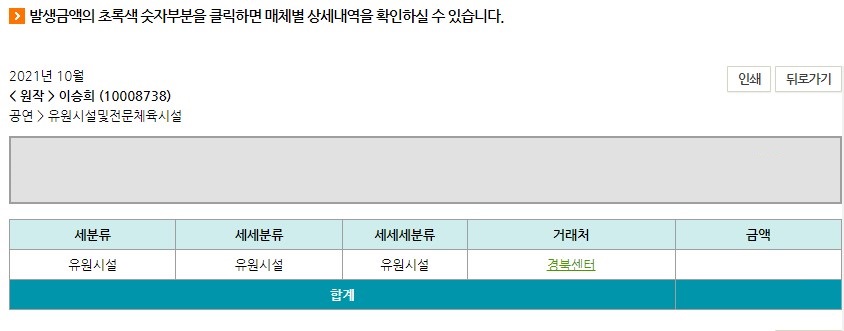 발생금액의 초록색 숫자부분을 클릭하면 매체별 상세내역을 확인하실 수 있습니다.
2021년 10월
인쇄 뒤로가기
< 원작 > 이승희 (10008738)
공연 > 유원시설및전문체육시설
세분류 세세분류 세세세분류 거래처 금액
유원시설 유원시설 유원시설 경북센터
합계